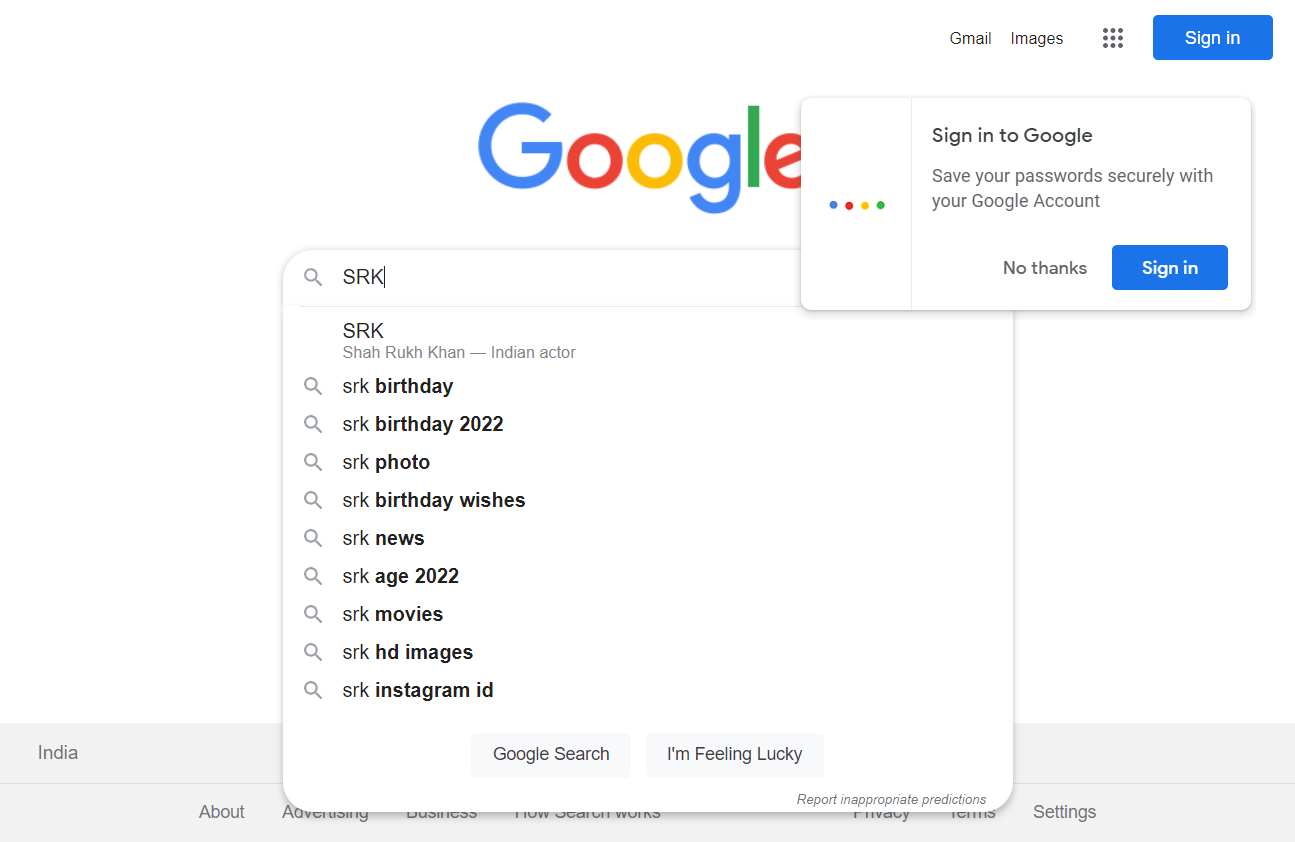 Gmail Images Sign in
Google
Sign in to Google
Save your passwords securely with
your Google Account
No thanks Sign in
SRK
SRK
Shah Rukh Khan — Indian actor
srk birthday
srk birthday 2022
srk photo
srk birthday wishes
srk news
srk age 2022
srk movies
srk hd images
srk instagram id
Google Search I'm Feeling Lucky
Report inappropriate predictions
India
About Advertising Business How Search works Privacy Terms Settings